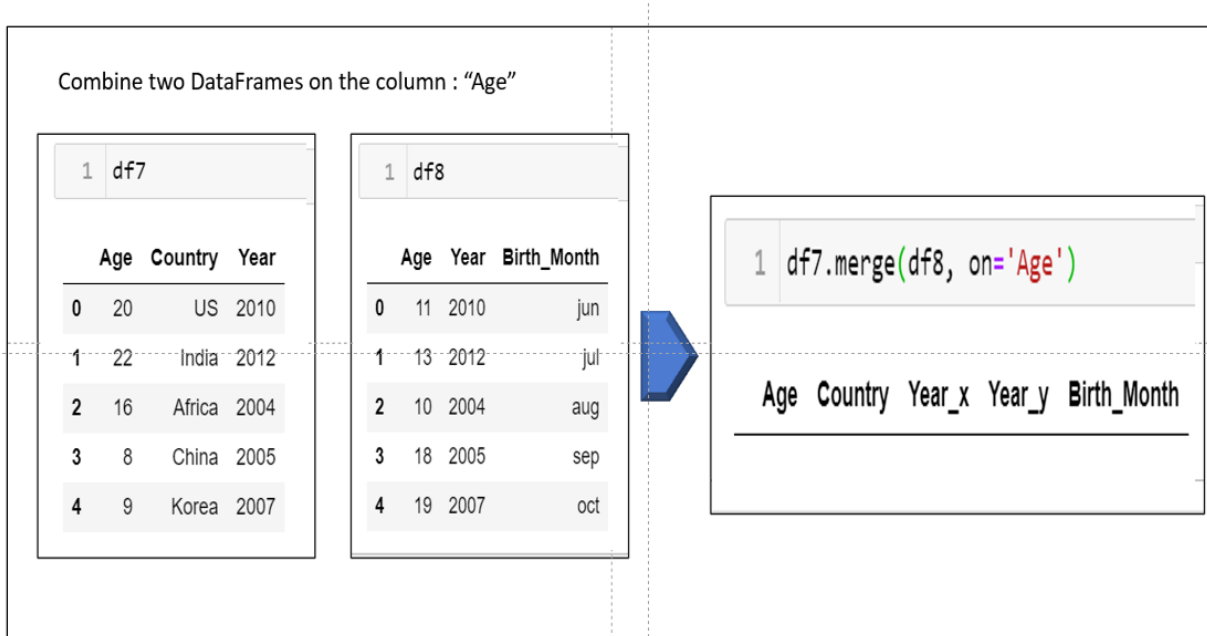 Combine two DataFrames on the column : “Age”
1 df7
Age Country Year
0 20 US 2010
1 22 India 2012
2 16 Africa 2004
3 8 China 2005
4 9 Korea 2007
1 df8
Age Year Birth_Month
0 11 2010 jun
1 13 2012 jul
2 10 2004 aug
3 18 2005 sep
4 19 2007 oct
1 df7.merge(df8, on='Age')
Age Country Year_x Year_y Birth_Month